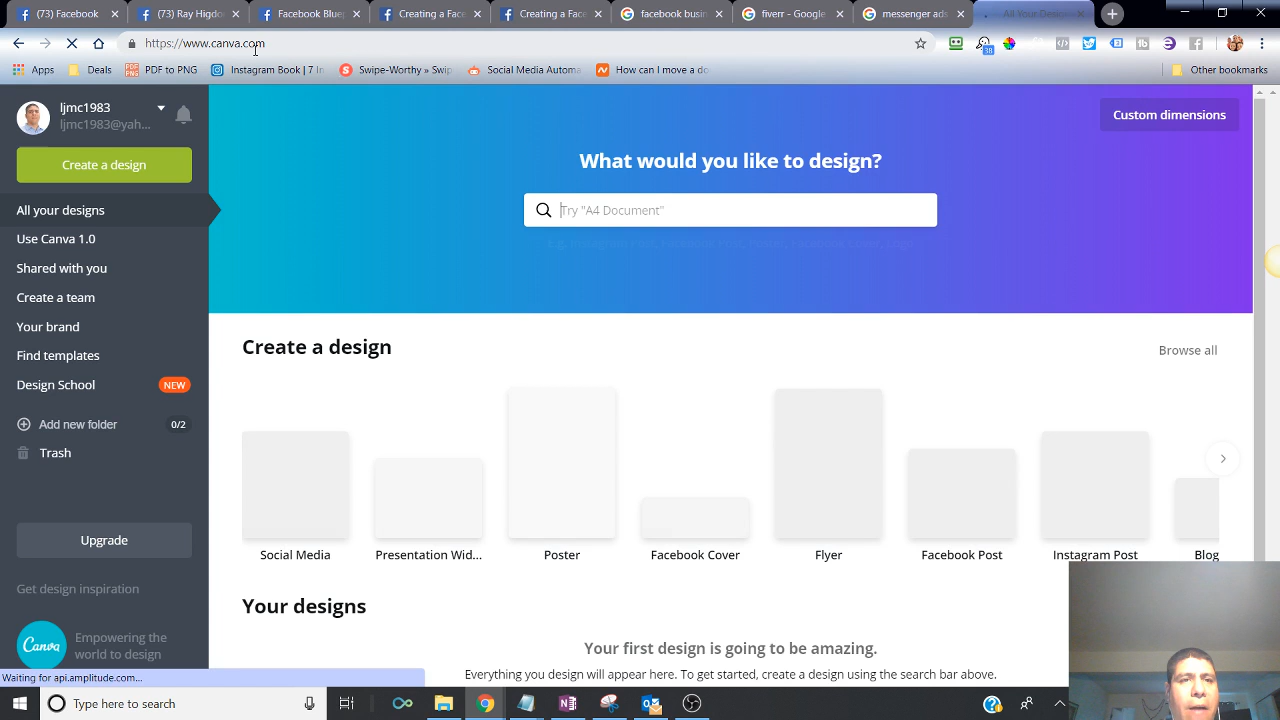 (73) Facebook
(73) Ray Higdo
Facebook Bluep
Creating a Face
Creating a Face
facebook busin
fiverr - Google
messenger ads
All Your Design
https://www.canva.com
38
Apps
Deals
PDF to PNG
Instagram Book | 7 In
Swipe-Worthy » Swip
Social Media Automa
How can I move a do
Other bookmarks
ljmc1983
ljmc1983@yah...
Create a design
All your designs
Use Canva 1.0
Shared with you
Create a team
Your brand
Find templates
Design School
NEW
Add new folder
0/2
Trash
Upgrade
Get design inspiration
Canva
Empowering the
world to design
Custom dimensions
What would you like to design?
Try "A4 Document"
Create a design
Browse all
Social Media
Presentation Wid...
Poster
Facebook Cover
Flyer
Facebook Post
Instagram Post
Blog
Your designs
Your first design is going to be amazing.
Everything you design will appear here. To get started, create a design using the search bar above.
Waiting for api.amplitude.com...
Type here to search